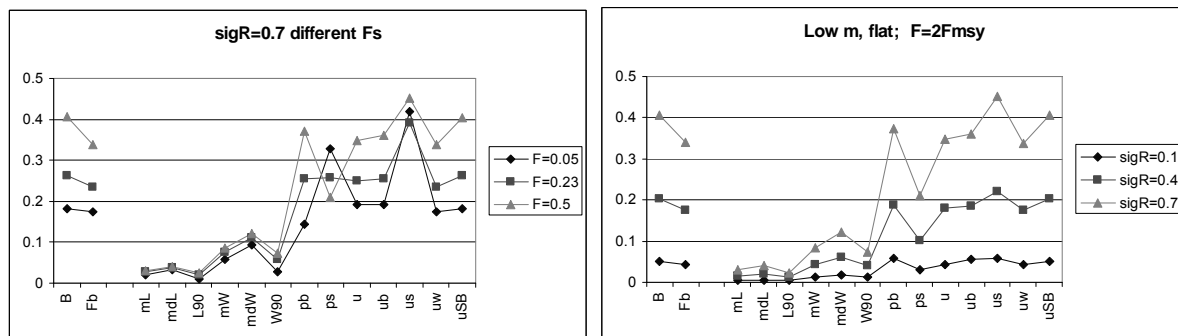 sigR=0.7 different Fs
0.5
0.4
0.3
0.2
0.1
0
B
Fb
mL
mdL
L90
mW
mdW
W90
pb
ps
u
ub
us
uw
uSB
F=0.05
F=0.23
F=0.5
Low m, flat; F=2Fmsy
0.5
0.4
0.3
0.2
0.1
0
B
Fb
mL
mdL
L90
mW
mdW
W90
pb
ps
u
ub
us
uw
uSB
sigR=0.1
sigR=0.4
sigR=0.7